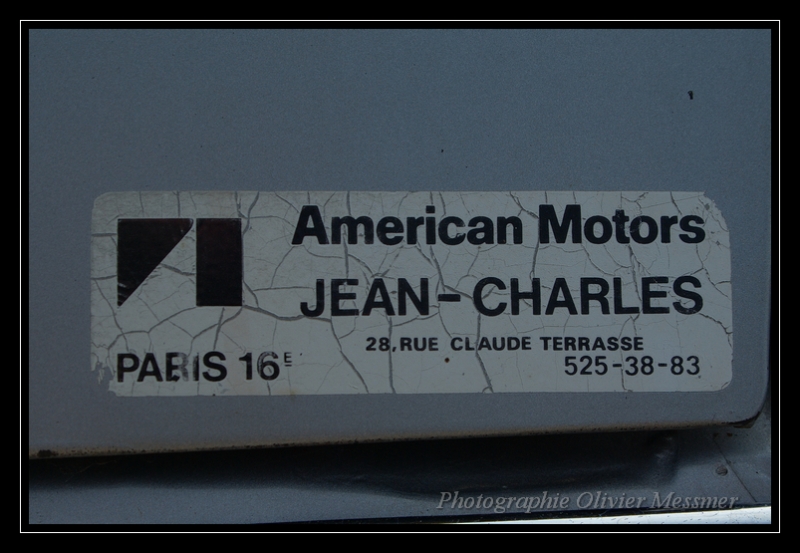 American Motors
JEAN-CHARLES
28, RUE CLAUDE TERRASSE
PARIS 16E 525-38-83
Photographie Olivier Messmer